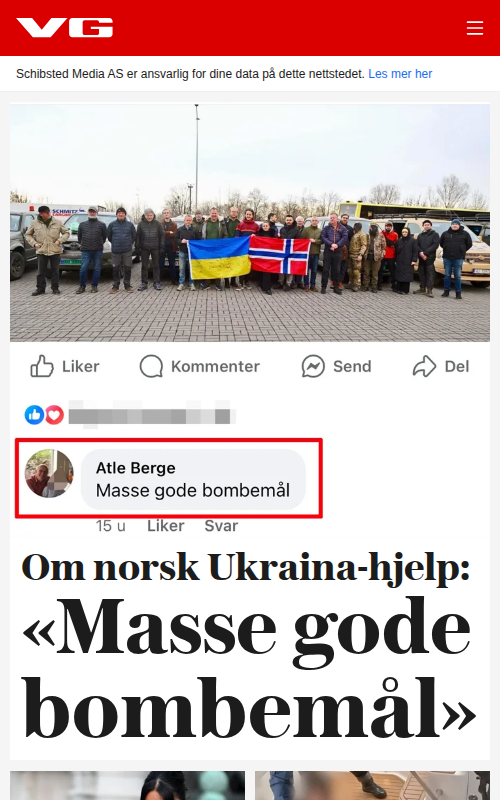 VG
Schibsted Media AS er ansvarlig for dine data på dette nettstedet. Les mer her
SCHMITZ
Liker Kommenter Send Del
Atle Berge
Masse gode bombemål
15 u Liker Svar
Om norsk Ukraina-hjelp:
«Masse gode
bombemål»